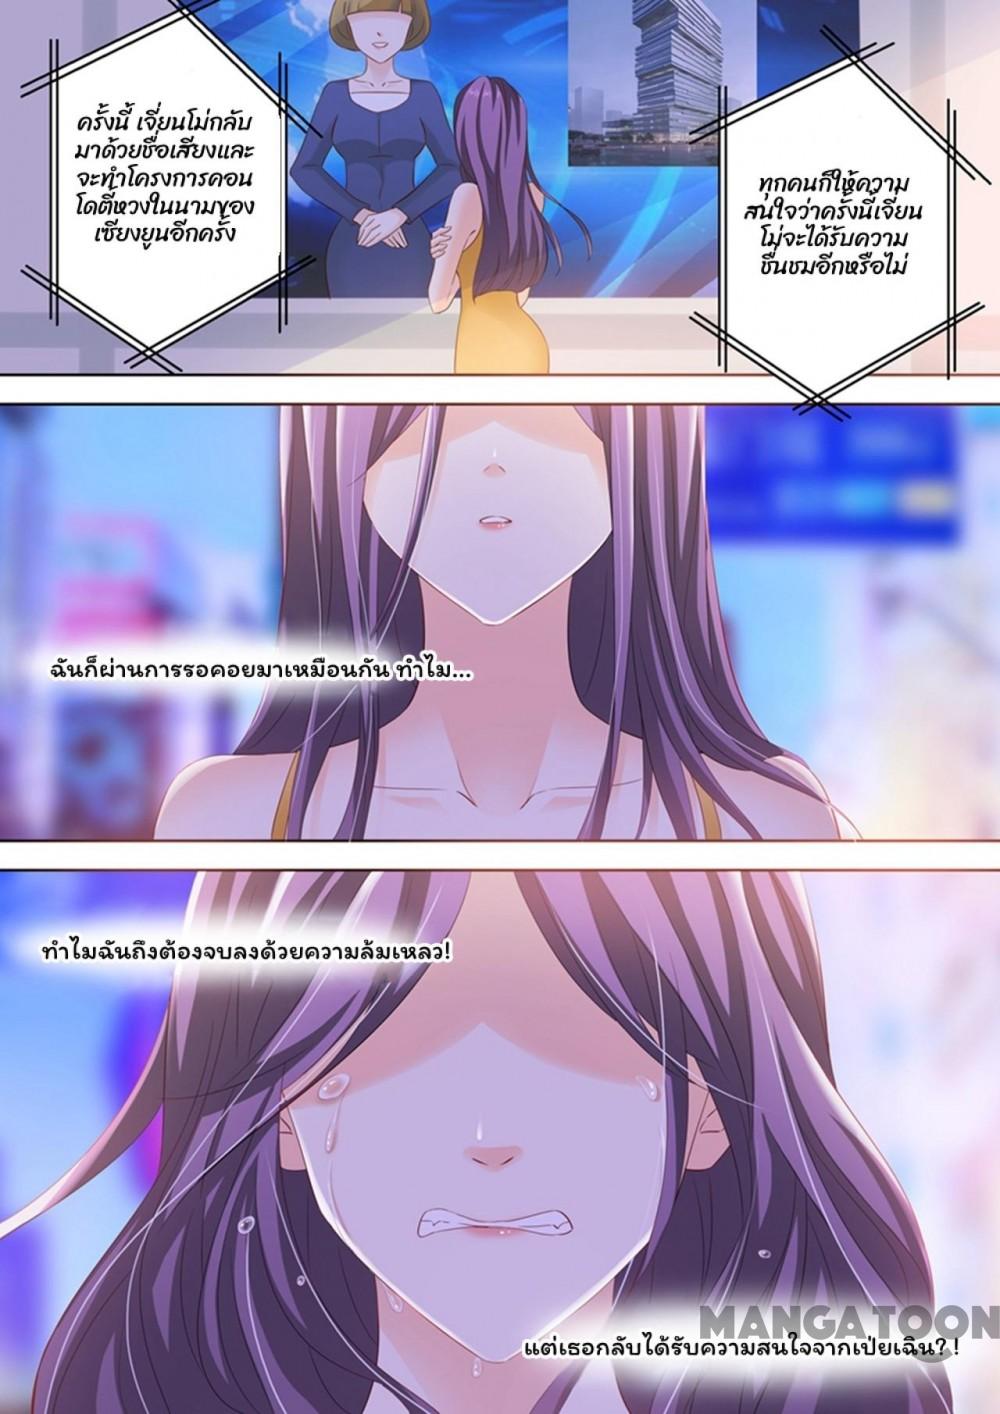 ครั้งนี้ เจี่ยนโม่กลับ
มาด้วยชื่อเสียงและ
จะทำโครงการคอน
โดตี้หวงในนามของ
เซียงยูนอีกครั้ง
ทุกคนก็ให้ความ
สนใจว่าครั้งนี้เจี่ยน
โม่จะได้รับความ
ชื่นชมอีกหรือไม่
ฉันก็ผ่านการรอคอยมาเหมือนกัน ทำไม...
ทำไมฉันถึงต้องจบลงด้วยความล้มเหลว!
MANGATOON
แต่เธอกลับได้รับความสนใจจากเป่ยเฉิน?!